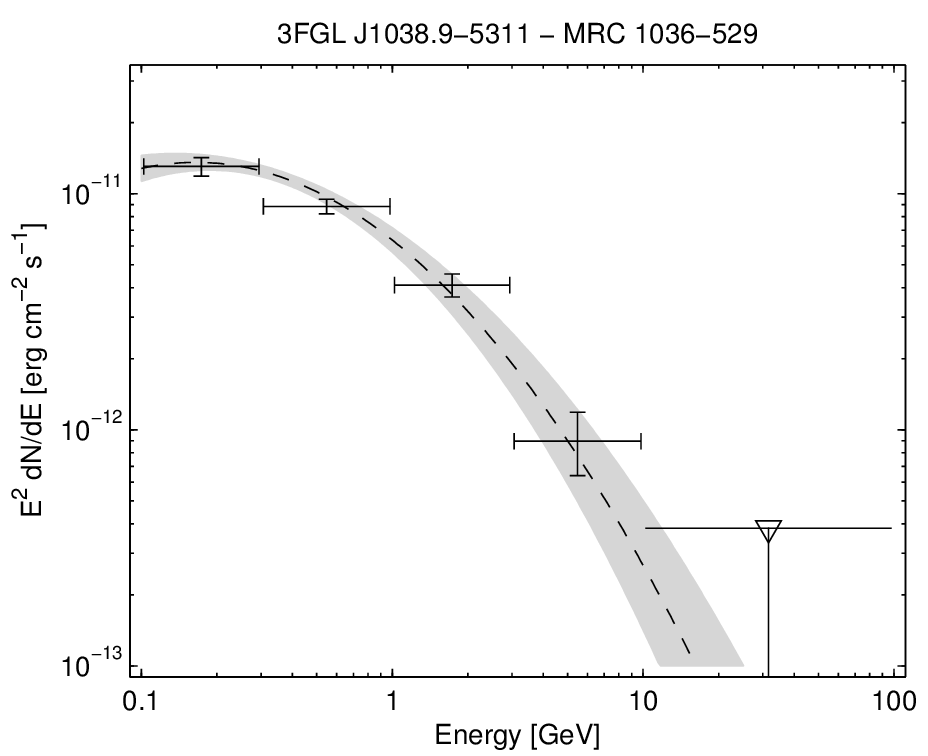 3FGL J1038.9−5311 − MRC 1036−529
E² dN/dE [erg cm⁻² s⁻¹]
10⁻¹¹
10⁻¹²
10⁻¹³
0.1 1 10 100
Energy [GeV]